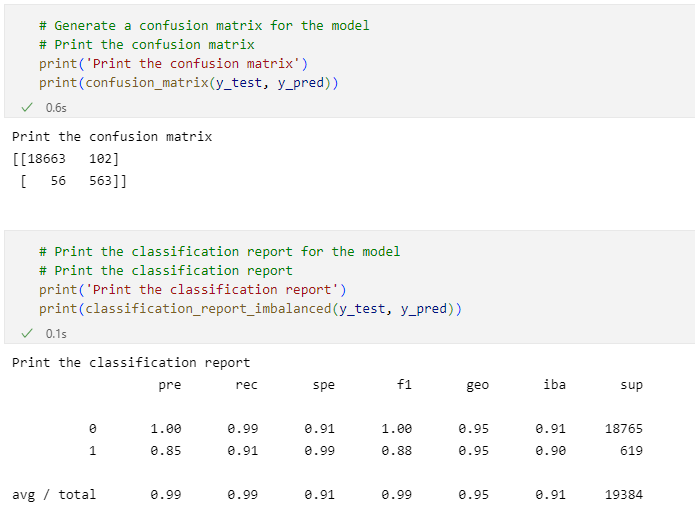 # Generate a confusion matrix for the model
# Print the confusion matrix
print('Print the confusion matrix')
print(confusion_matrix(y_test, y_pred))
✓ 0.6s
Print the confusion matrix
[[18663   102]
 [   56   563]]
# Print the classification report for the model
# Print the classification report
print('Print the classification report')
print(classification_report_imbalanced(y_test, y_pred))
✓ 0.1s
Print the classification report
pre rec spe f1 geo iba sup
0 1.00 0.99 0.91 1.00 0.95 0.91 18765
1 0.85 0.91 0.99 0.88 0.95 0.90 619
avg / total 0.99 0.99 0.91 0.99 0.95 0.91 19384